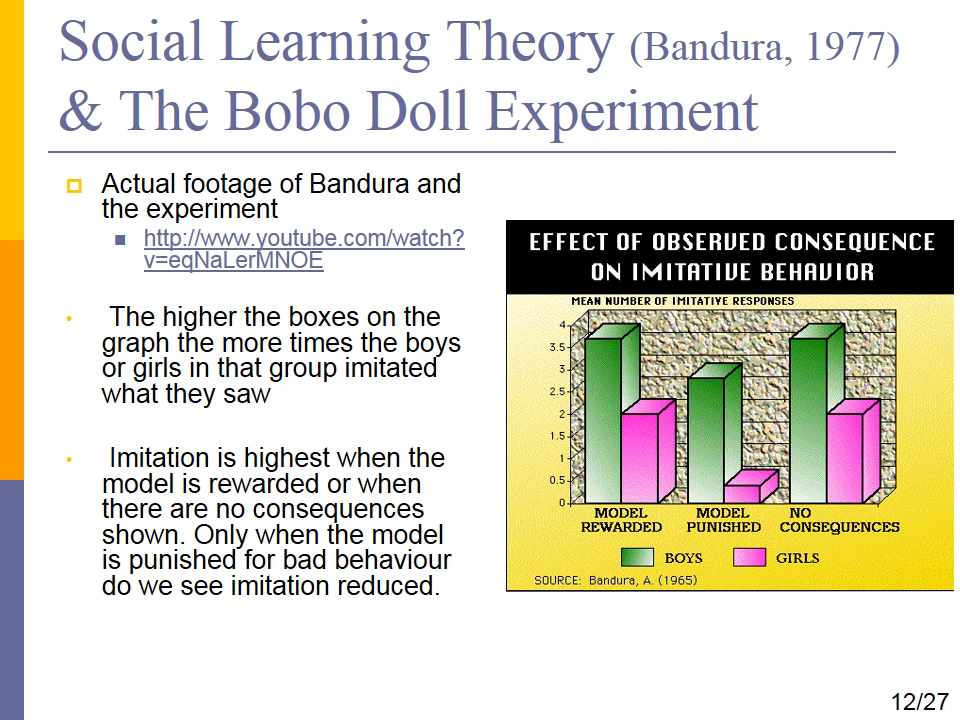 Social Learning Theory (Bandura, 1977)
& The Bobo Doll Experiment
Actual footage of Bandura and
the experiment
http://www.youtube.com/watch?
v=eqNaLerMNOE
• The higher the boxes on the
graph the more times the boys
or girls in that group imitated
what they saw
• Imitation is highest when the
model is rewarded or when
there are no consequences
shown. Only when the model
is punished for bad behaviour
do we see imitation reduced.
EFFECT OF OBSERVED CONSEQUENCE
ON IMITATIVE BEHAVIOR
MEAN NUMBER OF IMITATIVE RESPONSES
4
3.5
3
2.5
2
1.5
1
0.5
0
MODEL REWARDED
MODEL PUNISHED
NO CONSEQUENCES
BOYS GIRLS
SOURCE: Bandura, A. (1965)
12/27